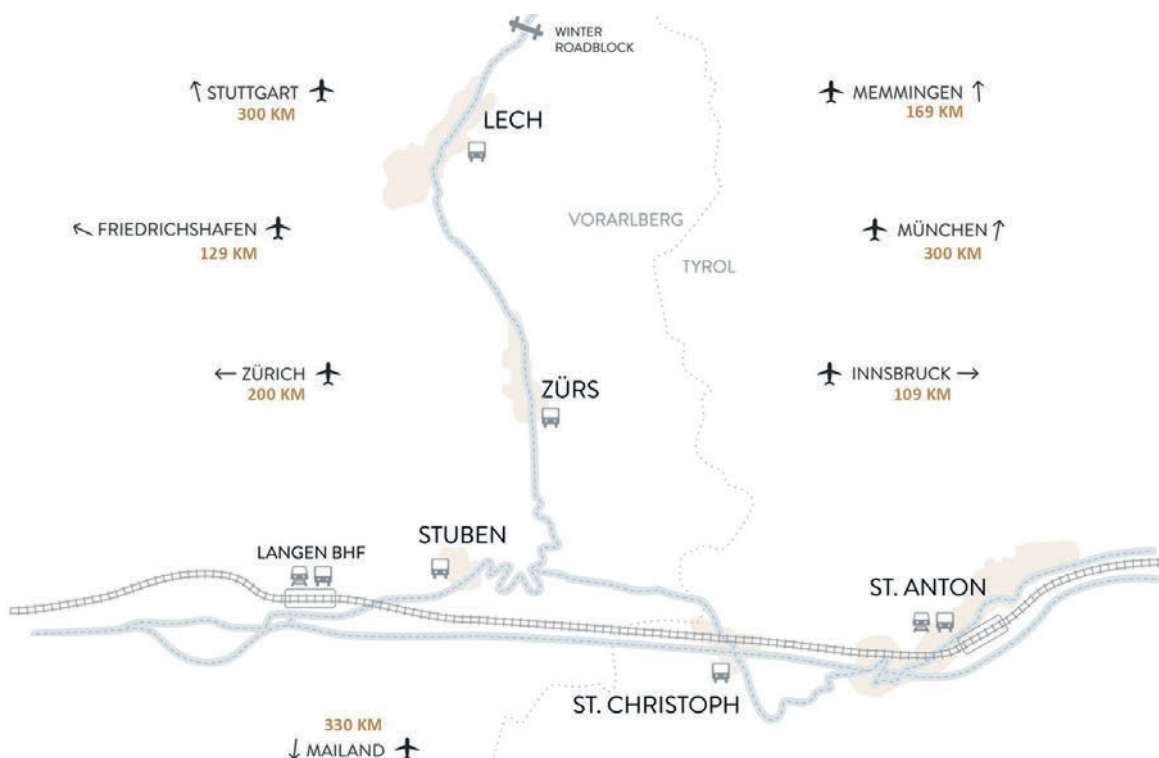 WINTER
ROADBLOCK
STUTTGART
300 KM
LECH
MEMMINGEN
169 KM
FRIEDRICHSHAFEN
129 KM
VORARLBERG
TYROL
MÜNCHEN
300 KM
ZÜRICH
200 KM
ZÜRS
INNSBRUCK
109 KM
STUBEN
LANGEN BHF
ST. ANTON
ST. CHRISTOPH
330 KM
MAILAND